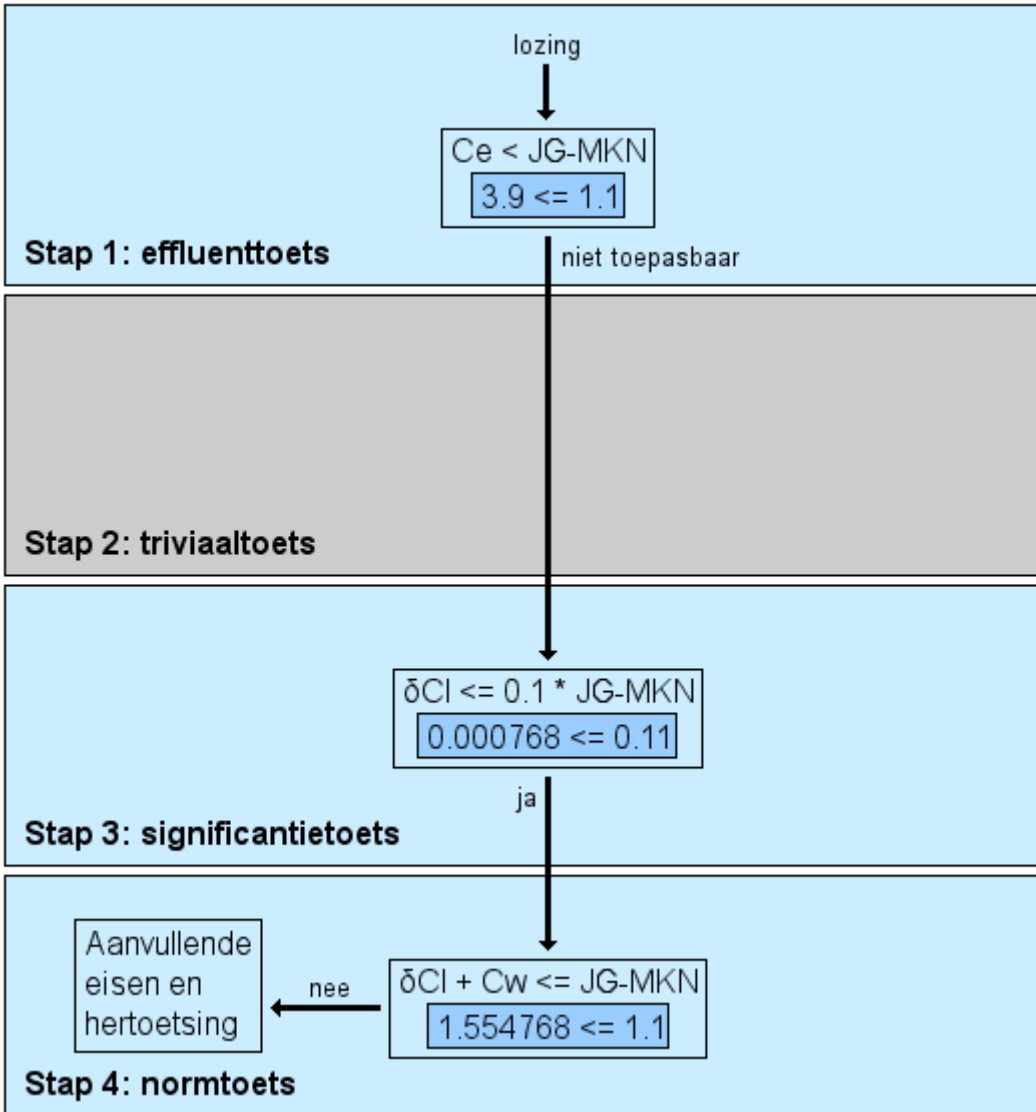 lozing
Ce < JG-MKN
3.9 <= 1.1
Stap 1: effluenttoets
niet toepasbaar
Stap 2: triviaaltoets
δCl <= 0.1 * JG-MKN
0.000768 <= 0.11
ja
Stap 3: significantietoets
Aanvullende
eisen en
hertoetsing
nee
δCl + Cw <= JG-MKN
1.554768 <= 1.1
Stap 4: normtoets